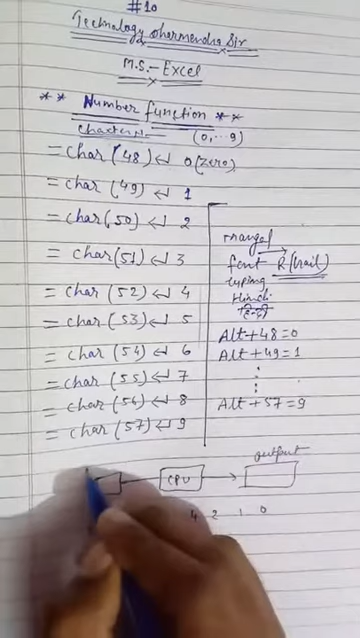 #10
Technology Dharmendra Sir
M.S.-Excel
** Number function **
(0,...9)
=char(48)↵ 0(zero)
=char(49)↵ 1
=char(50)↵ 2
=char(51)↵ 3
=char(52)↵ 4
=char(53)↵ 5
=char(54)↵ 6
=char(55)↵ 7
=char(56)↵ 8
=char(57)↵ 9
mangal
font
typing
Hindi
हिन्दी
Alt+48=0
Alt+49=1
:
:
Alt+57=9
CPU
output
4 2 1 0